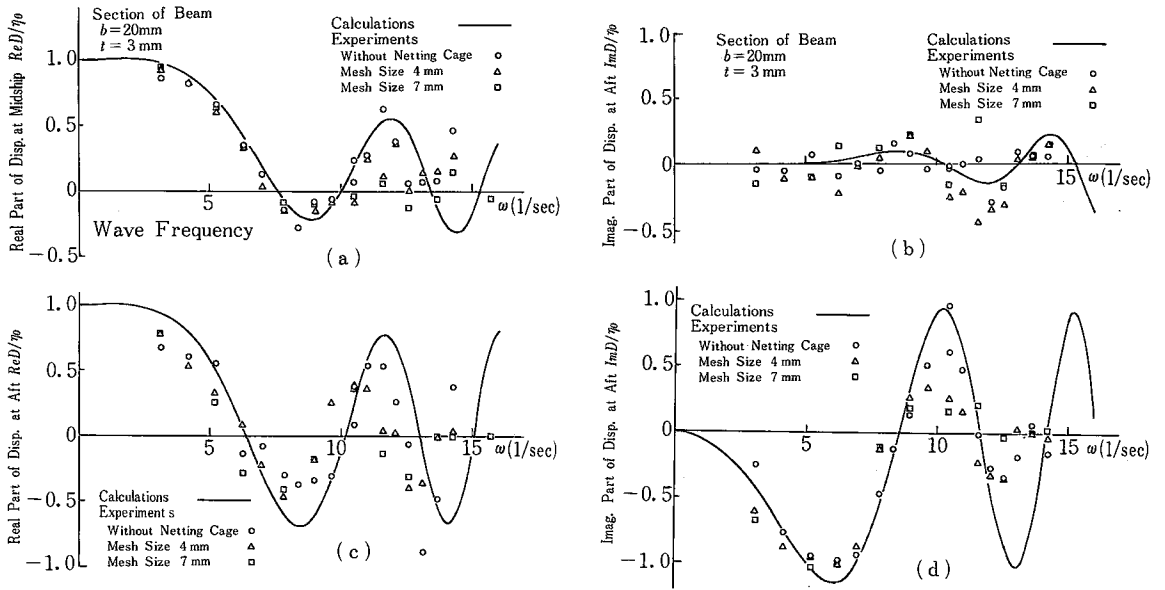 Section of Beam
b=20mm
t = 3 mm
Calculations
Experiments
Without Netting Cage
Mesh Size 4 mm
Mesh Size 7 mm
Real Part of Disp. at Midship ReD/η₀
1.0
0.5
0
-0.5
5
10
15
ω(1/sec)
Wave Frequency
(a)
Section of Beam
b=20mm
t = 3 mm
Calculations
Experiments
Without Netting Cage
Mesh Size 4 mm
Mesh Size 7 mm
Imag. Part of Disp. at Aft ImD/η₀
1.0
0.5
0
-0.5
5
10
15
ω(1/sec)
(b)
Real Part of Disp. at Aft ReD/η₀
1.0
0.5
0
-0.5
-1.0
5
10
15
ω(1/sec)
Calculations
Experiments
Without Netting Cage
Mesh Size 4 mm
Mesh Size 7 mm
(c)
Imag. Part of Disp. at Aft ImD/η₀
1.0
0.5
0
-0.5
-1.0
Calculations
Experiments
Without Netting Cage
Mesh Size 4 mm
Mesh Size 7 mm
5
10
15
ω(1/sec)
(d)